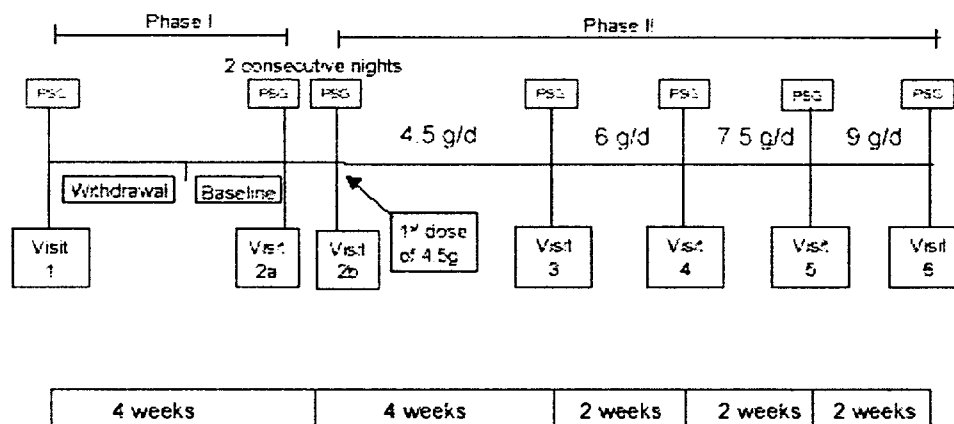 Phase I
Phase II
2 consecutive nights
PSG
PSG
PSG
PSG
PSG
PSG
PSG
4.5 g/d
6 g/d
7 5 g/d
9 g/d
Withdrawal
Baseline
1st dose
of 4.5g
Visit
1
Visit
2a
Visit
2b
Visit
3
Visit
4
Visit
5
Visit
6
4 weeks
4 weeks
2 weeks
2 weeks
2 weeks